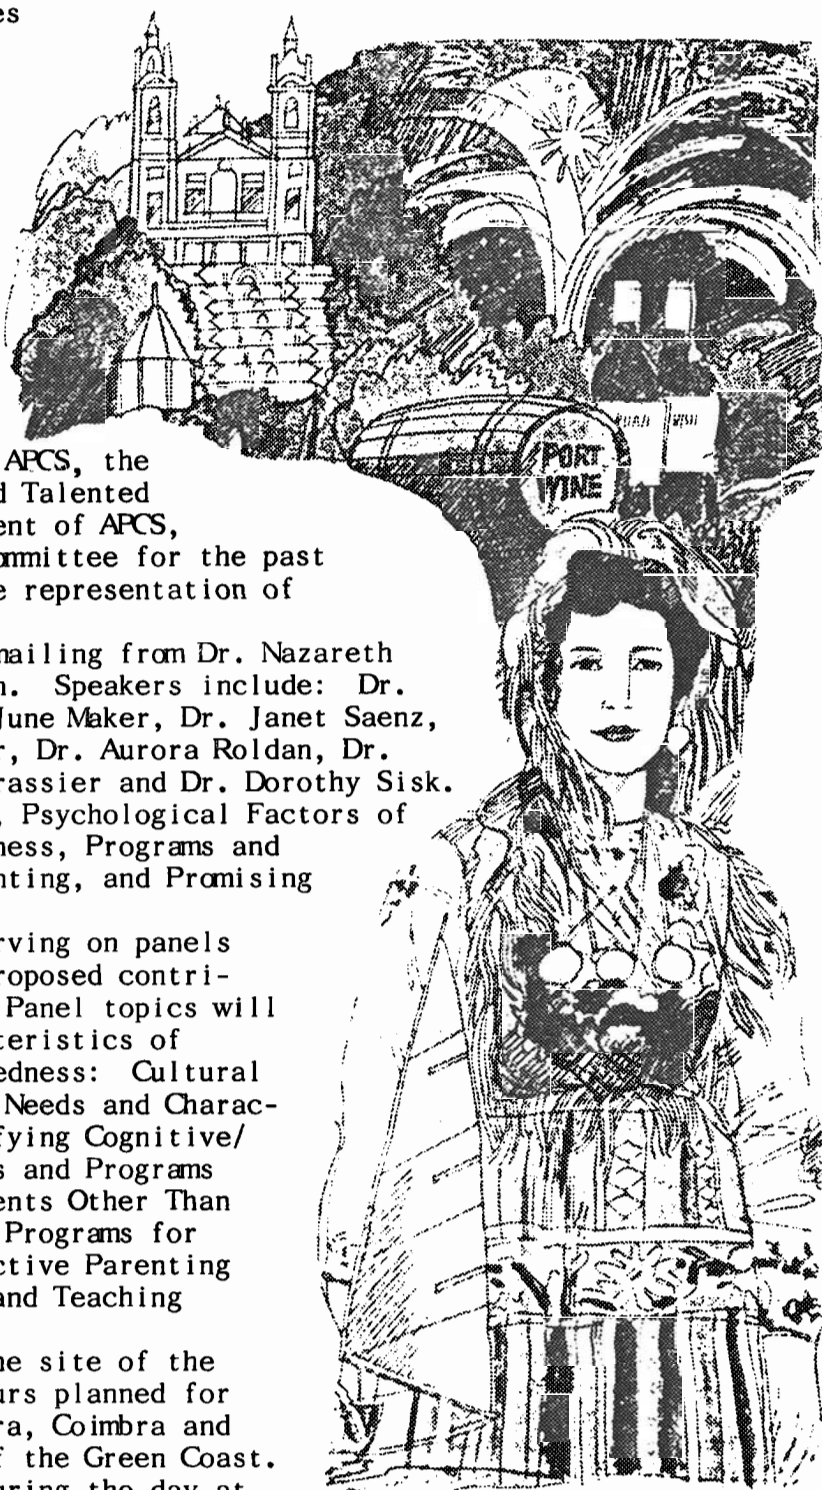 es
PORT
WINE
APCS, the
d Talented
ent of APCS,
ommittee for the past
e representation of
mailing from Dr. Nazareth
n. Speakers include: Dr.
June Maker, Dr. Janet Saenz,
r, Dr. Aurora Roldan, Dr.
rassier and Dr. Dorothy Sisk.
, Psychological Factors of
ness, Programs and
nting, and Promising
rving on panels
roposed contri-
Panel topics will
teristics of
edness: Cultural
Needs and Charac-
fying Cognitive/
s and Programs
ents Other Than
Programs for
ctive Parenting
and Teaching
ne site of the
urs planned for
ra, Coimbra and
f the Green Coast.
uring the day at